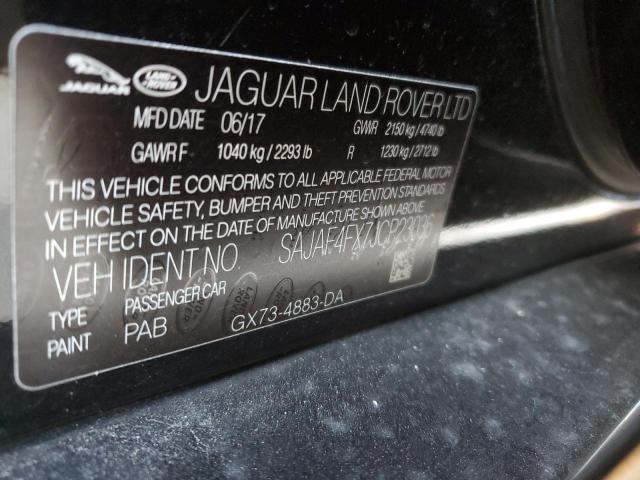 JAGUAR LAND ROVER JAGUAR LAND ROVER LTD
MFD DATE 06/17 GVWR 2150 kg / 4740 lb
GAWR F 1040 kg / 2293 lb R 1230 kg / 2712 lb
THIS VEHICLE CONFORMS TO ALL APPLICABLE FEDERAL MOTOR
VEHICLE SAFETY, BUMPER AND THEFT PREVENTION STANDARDS
IN EFFECT ON THE DATE OF MANUFACTURE SHOWN ABOVE
VEH IDENT NO. SAJAF4FX7JCP23036
TYPE PASSENGER CAR
PAINT PAB GX73-4883-DA